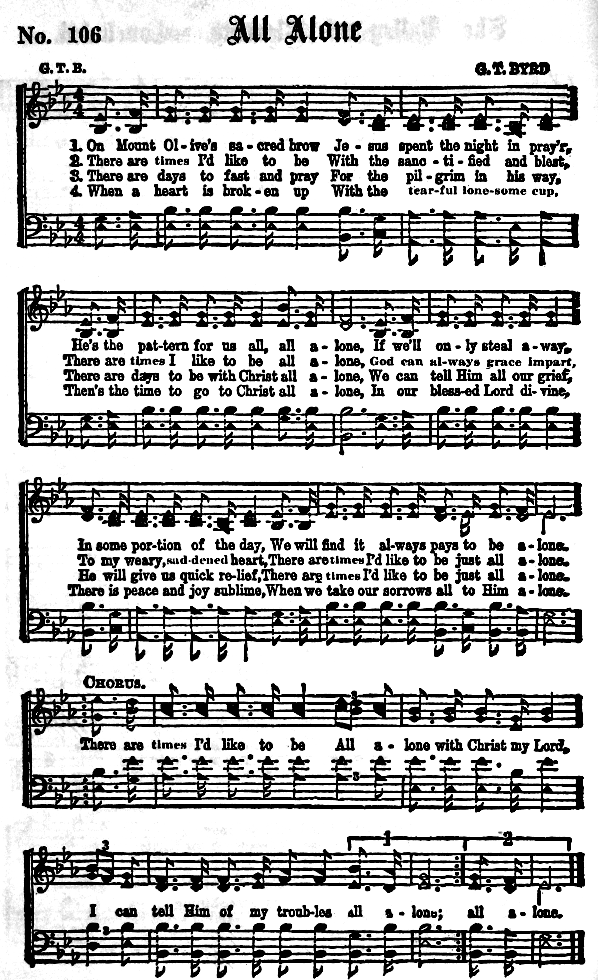 No. 106 All Alone
G. T. B. G. T. BYRD
1. On Mount Ol-ive's sa-cred brow Je-sus spent the night in pray'r,
2. There are times I'd like to be With the sanc-ti-fied and blest,
3. There are days to fast and pray For the pil-grim in his way,
4. When a heart is brok-en up With the tear-ful lone-some cup,
He's the pat-tern for us all, all a-lone, If we'll on-ly steal a-way,
There are times I like to be all a-lone, God can al-ways grace impart,
There are days to be with Christ all a-lone, We can tell Him all our grief,
Then's the time to go to Christ all a-lone, In our bless-ed Lord di-vine,
In some por-tion of the day, We will find it al-ways pays to be a-lone.
To my weary, sad-dened heart, There are times I'd like to be just all a-lone.
He will give us quick re-lief, There are times I'd like to be just all a-lone.
There is peace and joy sublime, When we take our sorrows all to Him a-lone.
CHORUS.
There are times I'd like to be All a-lone with Christ my Lord,
3
3
3
1 2
I can tell Him of my troub-les all a-lone; all a-lone.
3